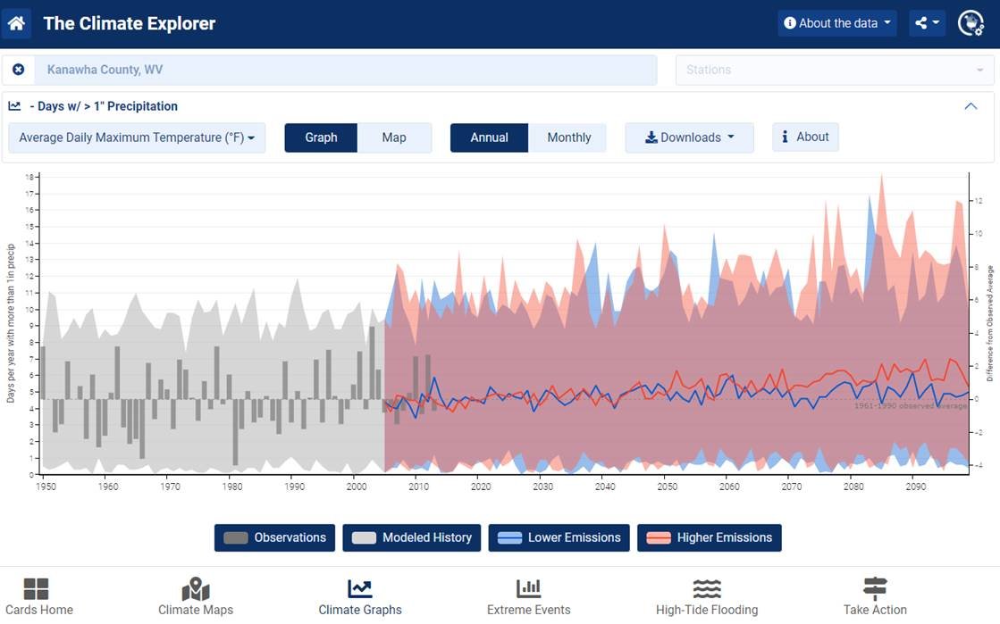 The Climate Explorer
About the data
Kanawha County, WV
Stations
- Days w/ > 1" Precipitation
Average Daily Maximum Temperature (°F)
Graph
Map
Annual
Monthly
Downloads
About
Days per year with more than 1in precip
18
17
16
15
14
13
12
11
10
9
8
7
6
5
4
3
2
1
0
12
10
8
6
4
2
0
-2
-4
Difference from Observed Average
1961-1990 observed average
1950 1960 1970 1980 1990 2000 2010 2020 2030 2040 2050 2060 2070 2080 2090
Observations
Modeled History
Lower Emissions
Higher Emissions
Cards Home
Climate Maps
Climate Graphs
Extreme Events
High-Tide Flooding
Take Action